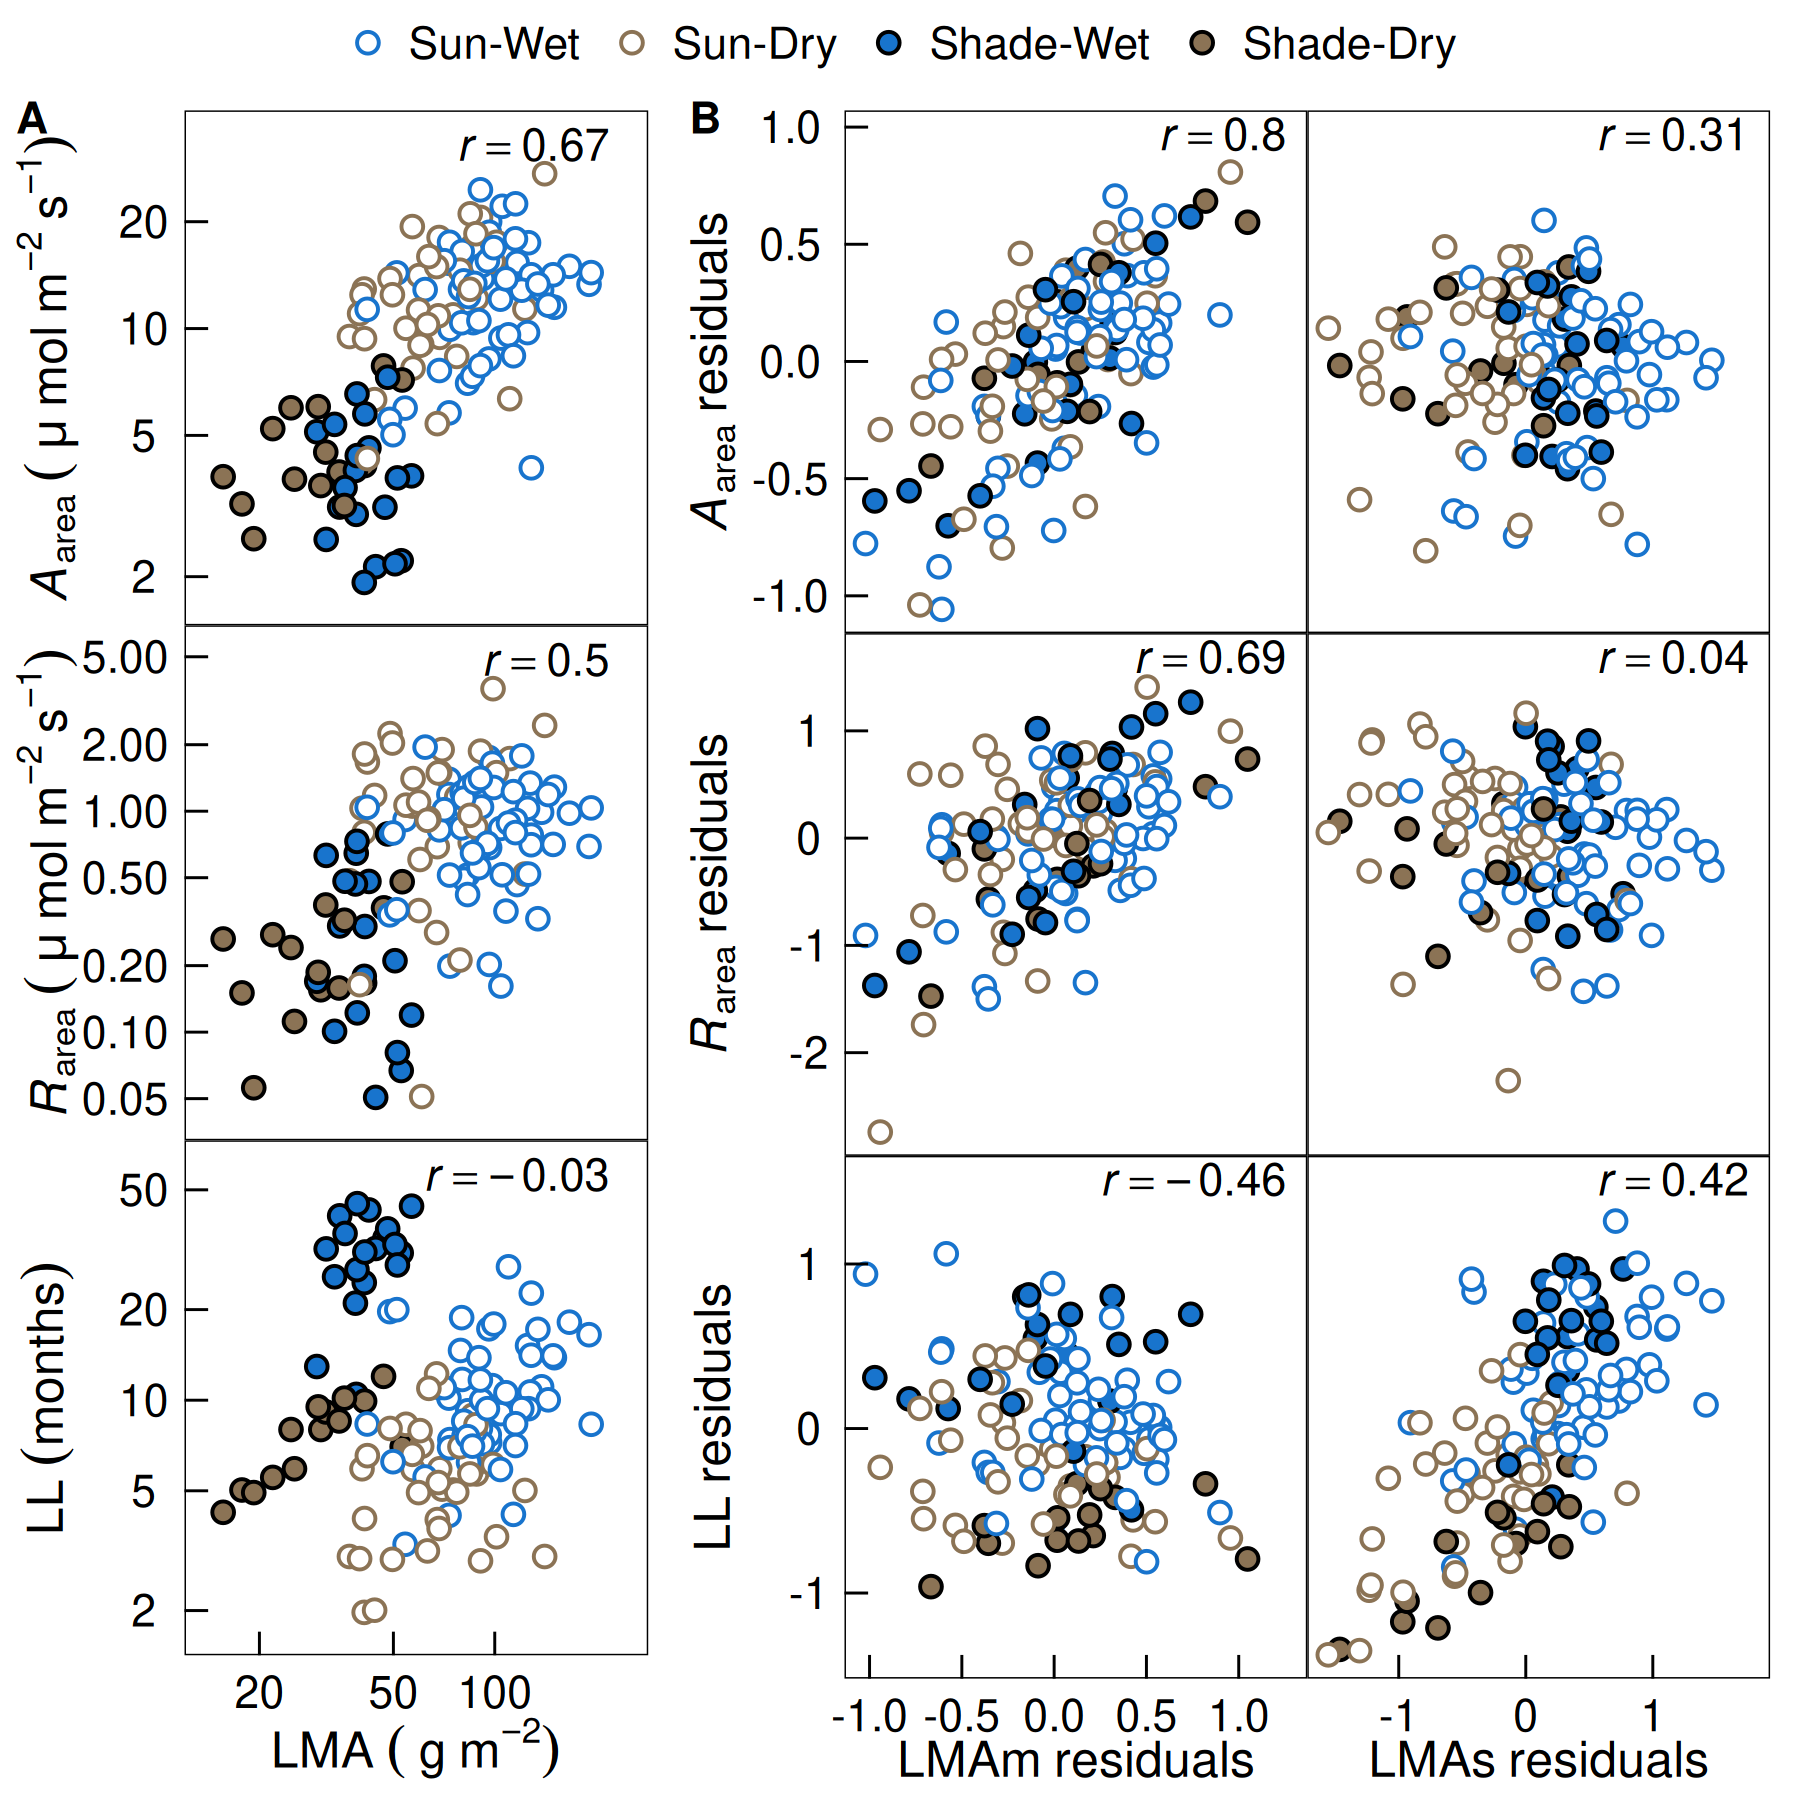 Sun-Wet Sun-Dry Shade-Wet Shade-Dry
A
r = 0.67
A area ( μ mol m −2 s −1 )
20
10
5
2
r = 0.5
R area ( μ mol m −2 s −1 )
5.00
2.00
1.00
0.50
0.20
0.10
0.05
r = −0.03
LL (months)
50
20
10
5
2
20 50 100
LMA ( g m −2 )
B
r = 0.8
r = 0.31
A area residuals
1.0
0.5
0.0
-0.5
-1.0
r = 0.69
r = 0.04
R area residuals
1
0
-1
-2
r = −0.46
r = 0.42
LL residuals
1
0
-1
-1.0 -0.5 0.0 0.5 1.0
-1 0 1
LMAm residuals
LMAs residuals